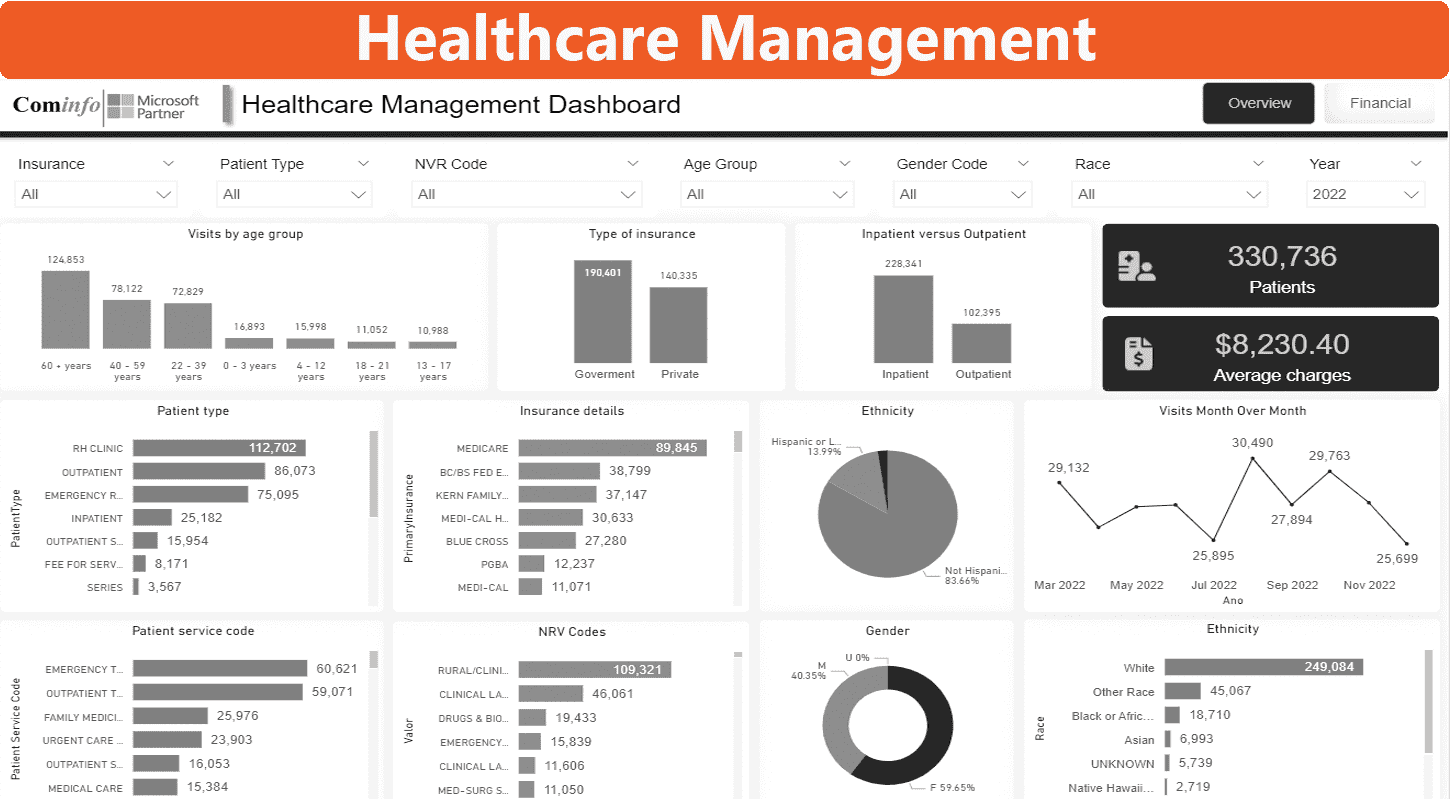 Healthcare Management
Cominfo
Microsoft
Partner
Healthcare Management Dashboard
Overview
Financial
Insurance
Patient Type
NVR Code
Age Group
Gender Code
Race
Year
All
All
All
All
All
All
2022
Visits by age group
124,853
78,122
72,829
16,893
15,998
11,052
10,988
60 + years
40 - 59
years
22 - 39
years
0 - 3 years
4 - 12
years
18 - 21
years
13 - 17
years
Type of insurance
190,401
140,335
Goverment
Private
Inpatient versus Outpatient
228,341
102,395
Inpatient
Outpatient
330,736
Patients
$8,230.40
Average charges
Patient type
PatientType
RH CLINIC 112,702
OUTPATIENT 86,073
EMERGENCY R... 75,095
INPATIENT 25,182
OUTPATIENT S... 15,954
FEE FOR SERV... 8,171
SERIES 3,567
Insurance details
PrimaryInsurance
MEDICARE 89,845
BC/BS FED E... 38,799
KERN FAMILY... 37,147
MEDI-CAL H... 30,633
BLUE CROSS 27,280
PGBA 12,237
MEDI-CAL 11,071
Ethnicity
Hispanic or L...
13.99%
Not Hispani...
83.66%
Visits Month Over Month
29,132
30,490
29,763
27,894
25,895
25,699
Mar 2022
May 2022
Jul 2022
Sep 2022
Nov 2022
Ano
Patient service code
Patient Service Code
EMERGENCY T... 60,621
OUTPATIENT T... 59,071
FAMILY MEDICI... 25,976
URGENT CARE ... 23,903
OUTPATIENT S... 16,053
MEDICAL CARE 15,384
NRV Codes
Valor
RURAL/CLINI... 109,321
CLINICAL LA... 46,061
DRUGS & BIO... 19,433
EMERGENCY... 15,839
CLINICAL LA... 11,606
MED-SURG S... 11,050
Gender
U 0%
M
40.35%
F 59.65%
Ethnicity
Race
White 249,084
Other Race 45,067
Black or Afric... 18,710
Asian 6,993
UNKNOWN 5,739
Native Hawaii... 2,719